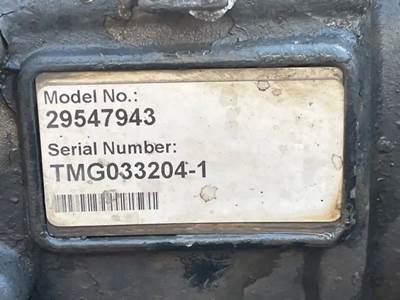 Model No.:
29547943
Serial Number:
TMG033204-1